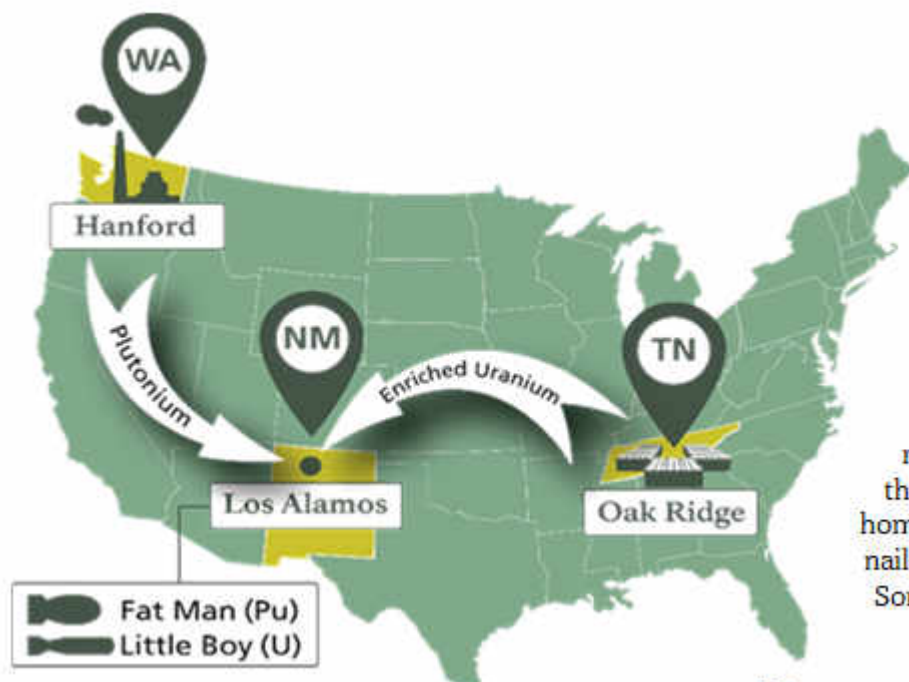 WA
Hanford
Plutonium
NM
Enriched Uranium
TN
Los Alamos
Oak Ridge
Fat Man (Pu)
Little Boy (U)
th
hom
nail
Son